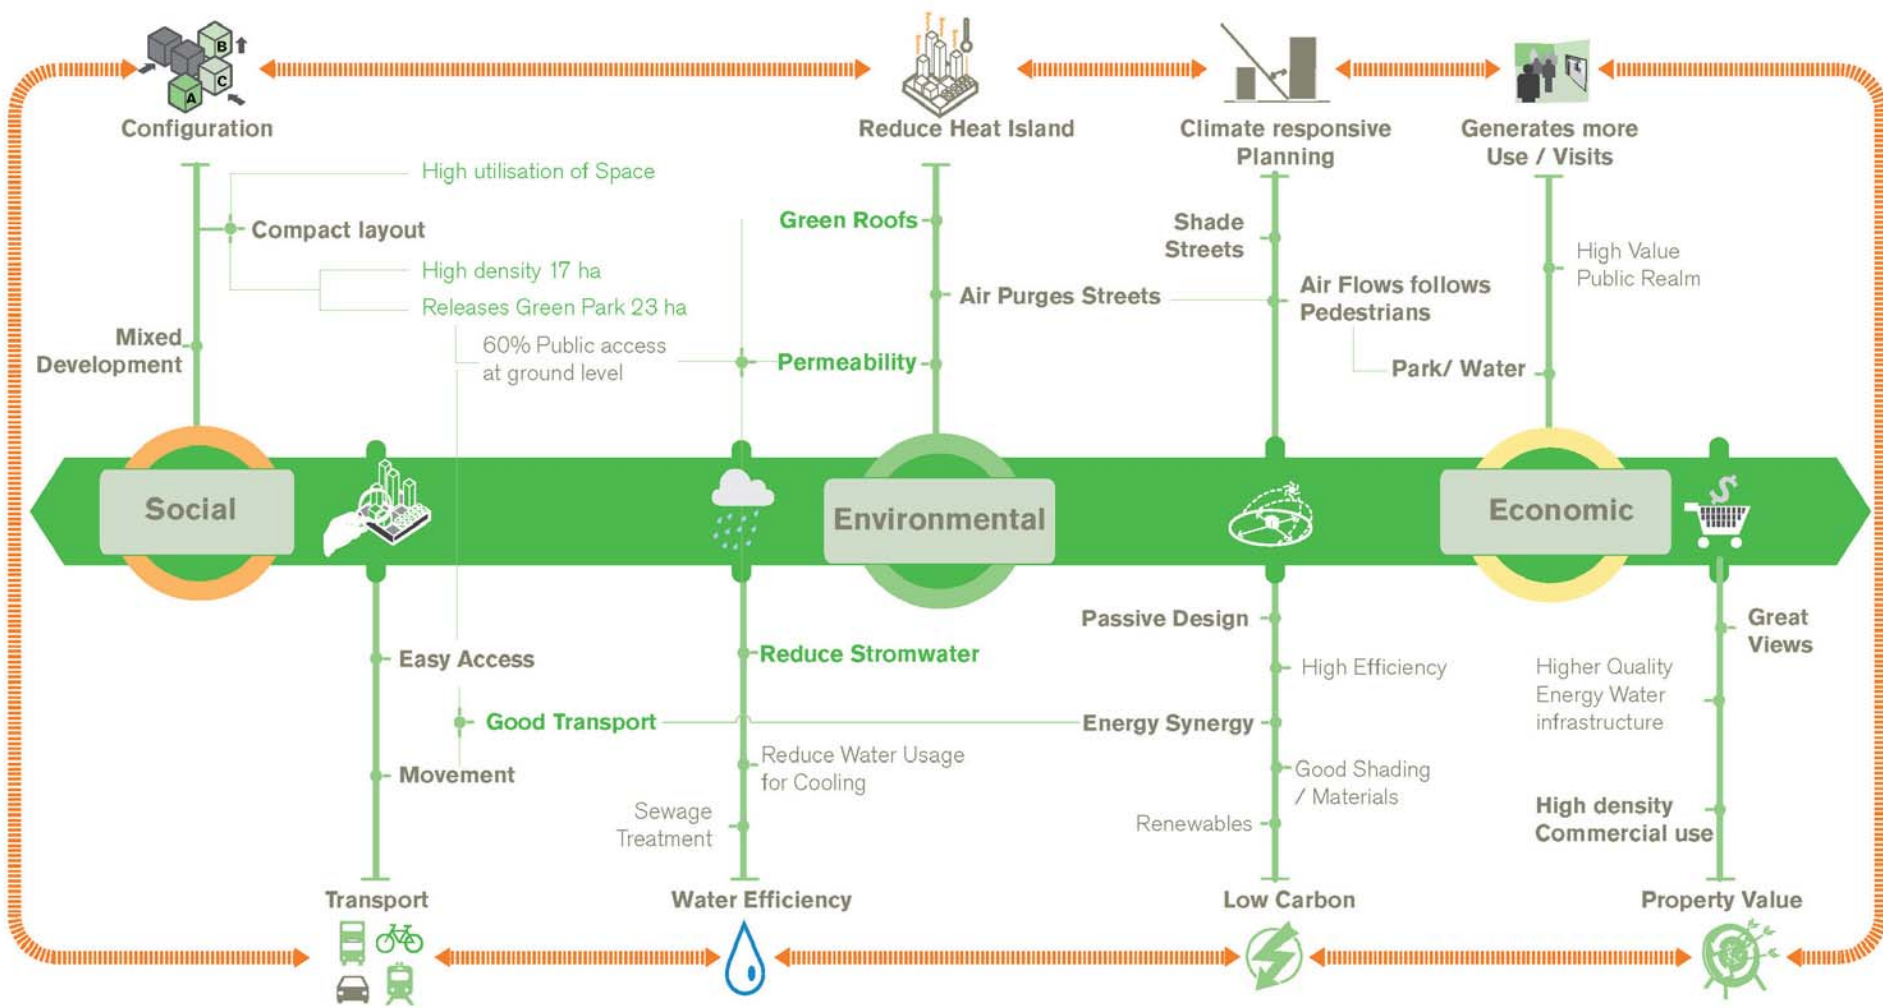 B
C
A
Configuration
Reduce Heat Island
Climate responsive
Planning
Generates more
Use / Visits
High utilisation of Space
Compact layout
High density 17 ha
Releases Green Park 23 ha
Mixed
Development
60% Public access
at ground level
Green Roofs
Air Purges Streets
Permeability
Shade
Streets
Air Flows follows
Pedestrians
High Value
Public Realm
Park/ Water
Social
Environmental
Economic
$
Easy Access
Good Transport
Movement
Reduce Stromwater
Reduce Water Usage
for Cooling
Sewage
Treatment
Passive Design
High Efficiency
Energy Synergy
Good Shading
/ Materials
Renewables
Great
Views
Higher Quality
Energy Water
infrastructure
High density
Commercial use
Transport
Water Efficiency
Low Carbon
Property Value